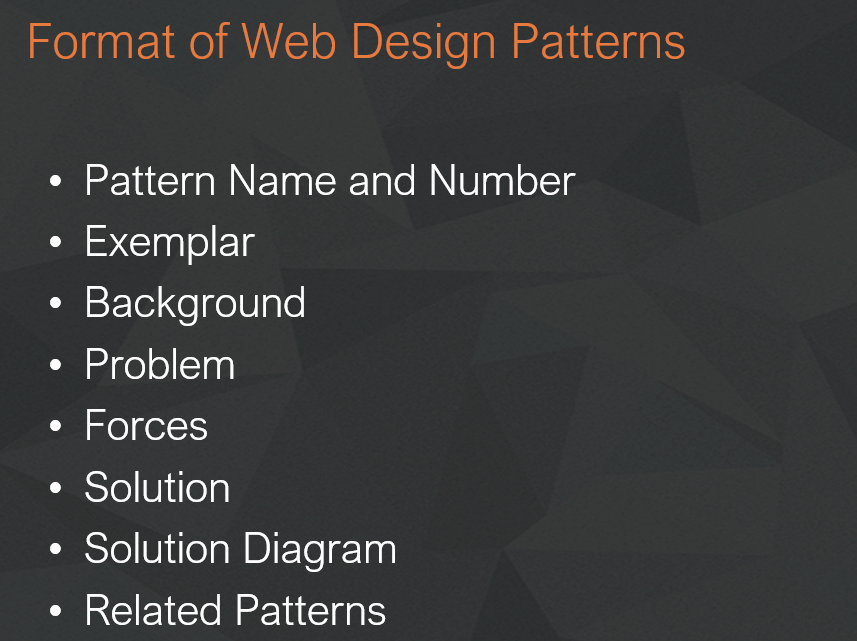 Format of Web Design Patterns
• Pattern Name and Number
• Exemplar
• Background
• Problem
• Forces
• Solution
• Solution Diagram
• Related Patterns